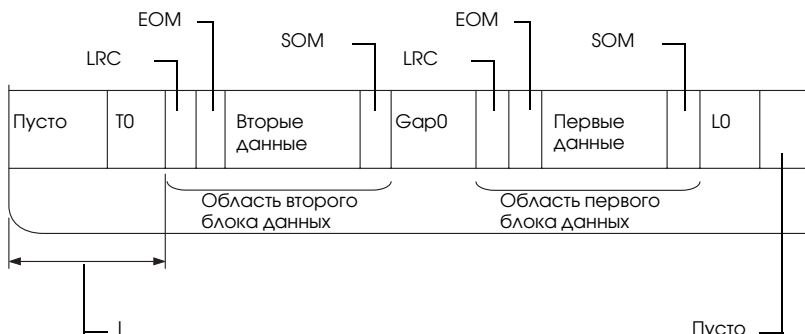 EOM
EOM
SOM
SOM
LRC
LRC
Пусто
T0
Вторые
данные
Gap0
Первые
данные
L0
Область второго
блока данных
Область первого
блока данных
L
Пусто